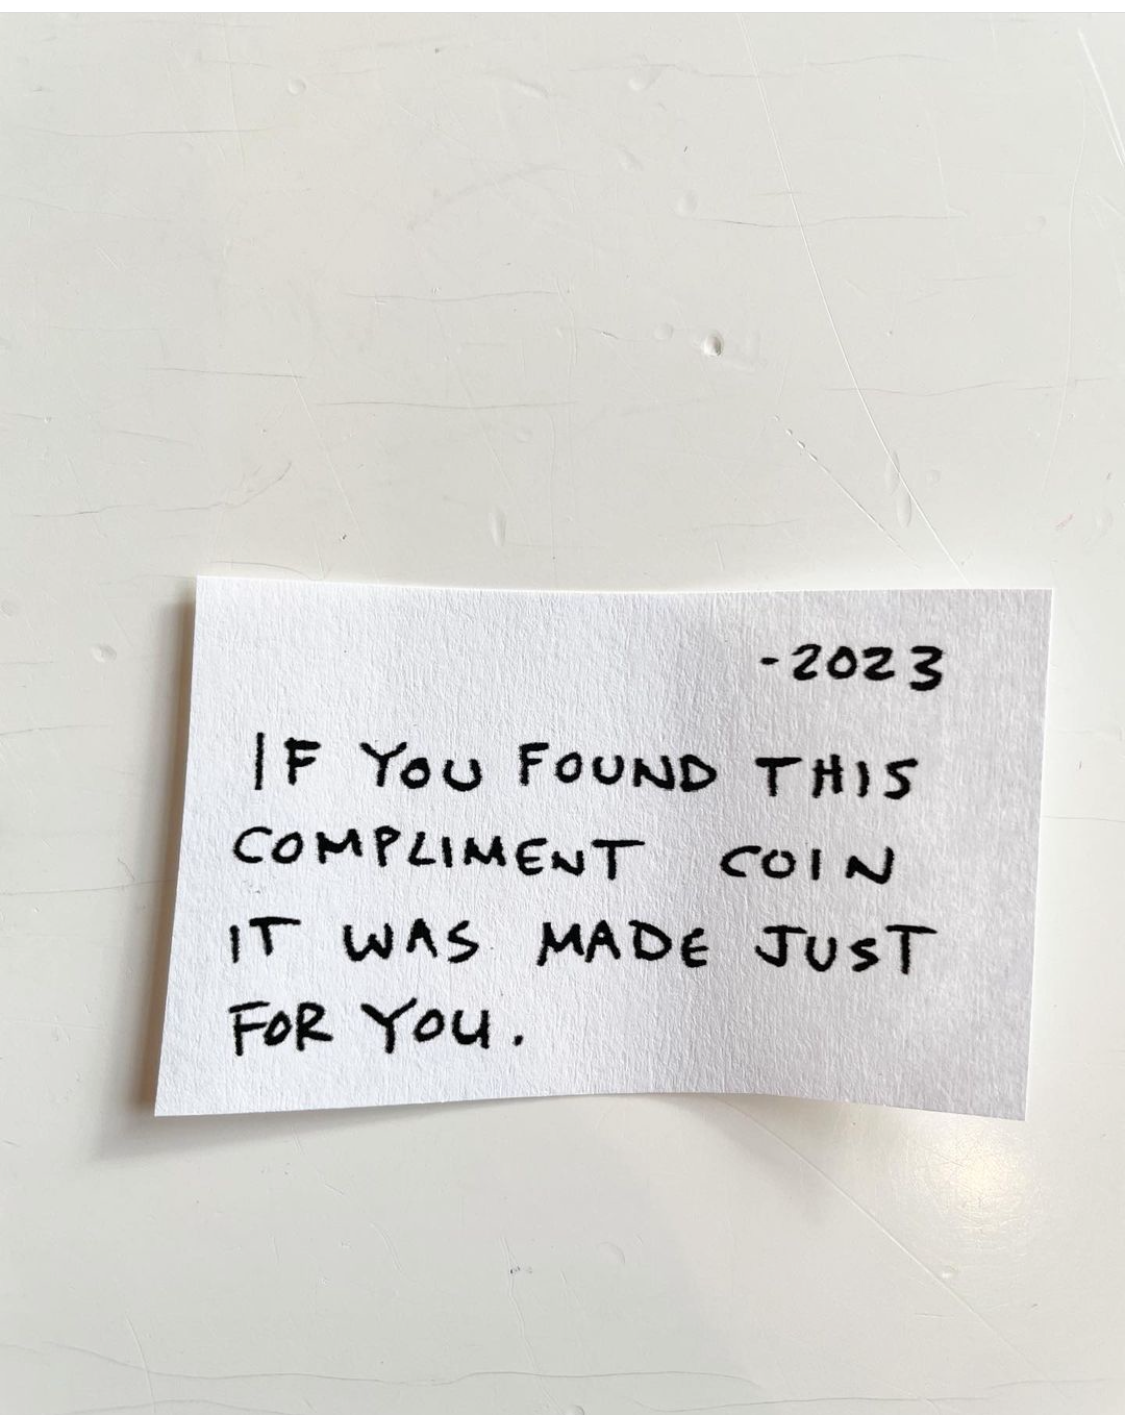 -2023
IF YOU FOUND THIS
COMPLIMENT COIN
IT WAS MADE JUST
FOR YOU.